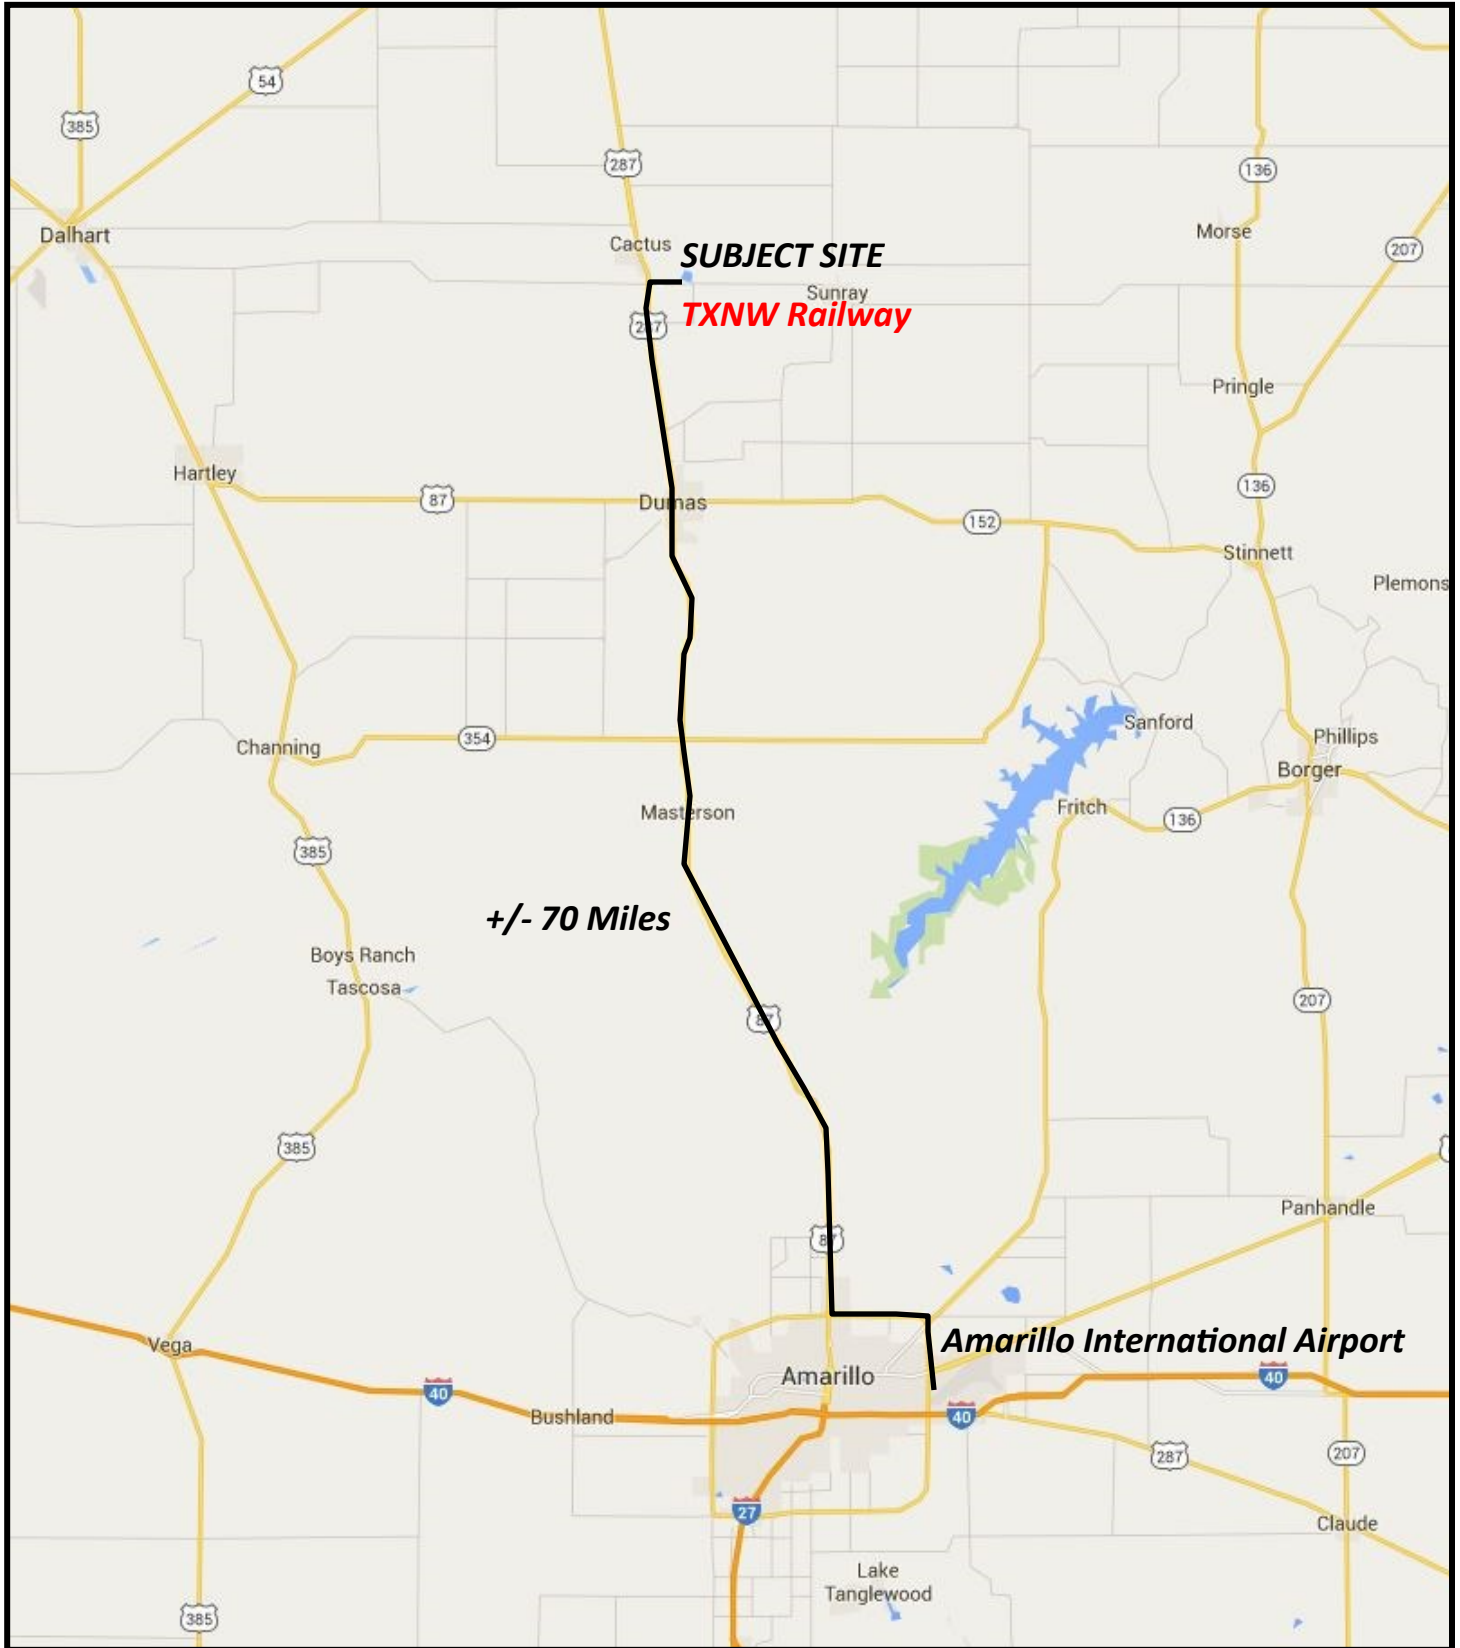 54
385
287
136
Dalhart
Cactus
Morse
207
SUBJECT SITE
Sunray
TXNW Railway
287
Pringle
Hartley
87
Dumas
136
152
Stinnett
Plemons
Channing
354
Sanford
Phillips
Borger
Masterson
Fritch
136
385
+/- 70 Miles
Boys Ranch
Tascosa
87
207
385
Panhandle
87
Vega
Amarillo International Airport
Amarillo
40
40
Bushland
40
287
207
27
Claude
Lake
Tanglewood
385